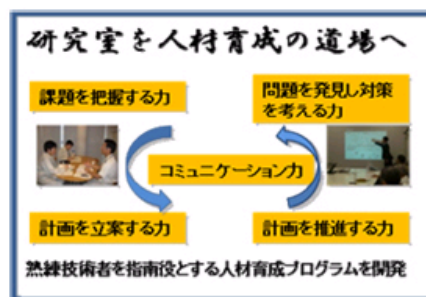 研究室を人材育成の道場へ
課題を把握する力
問題を発見し対策
を考える力
コミュニケーション力
計画を立案する力
計画を推進する力
熟練技術者を指南役とする人材育成プログラムを開発